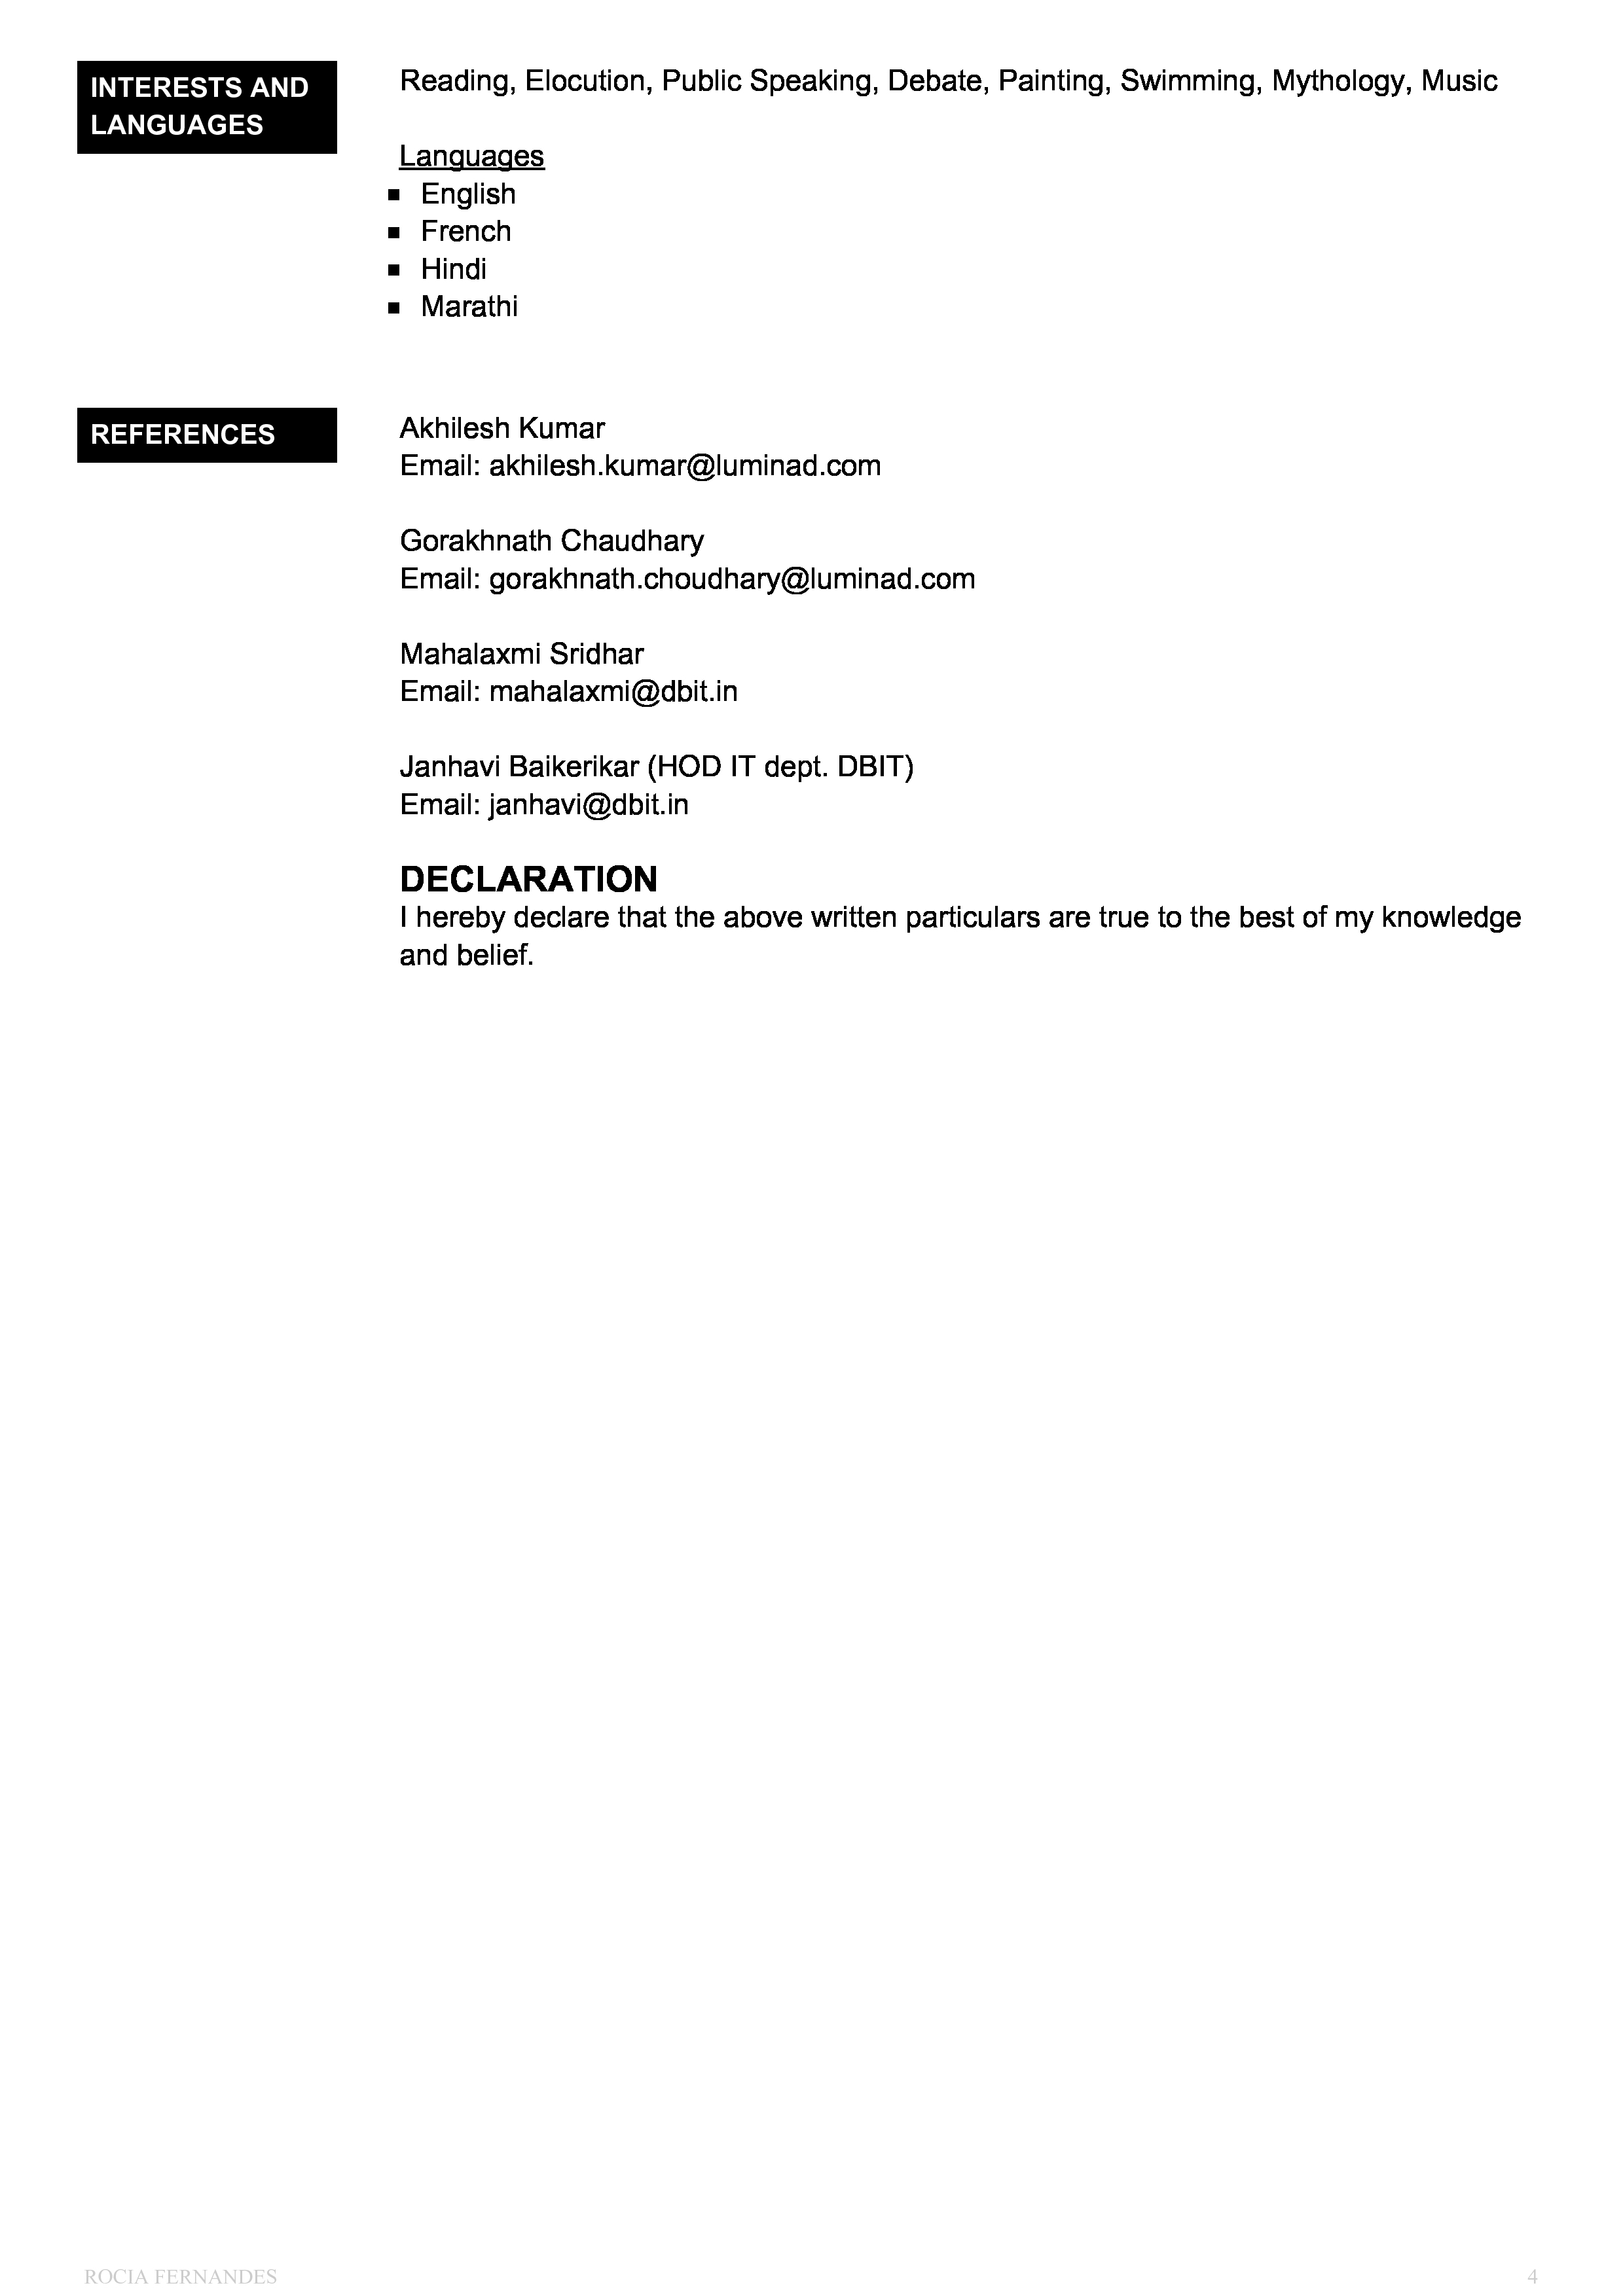 INTERESTS AND
LANGUAGES
Reading, Elocution, Public Speaking, Debate, Painting, Swimming, Mythology, Music
Languages
▪ English
▪ French
▪ Hindi
▪ Marathi
REFERENCES
Akhilesh Kumar
Email: akhilesh.kumar@luminad.com
Gorakhnath Chaudhary
Email: gorakhnath.choudhary@luminad.com
Mahalaxmi Sridhar
Email: mahalaxmi@dbit.in
Janhavi Baikerikar (HOD IT dept. DBIT)
Email: janhavi@dbit.in
DECLARATION
I hereby declare that the above written particulars are true to the best of my knowledge
and belief.
ROCIA FERNANDES 4